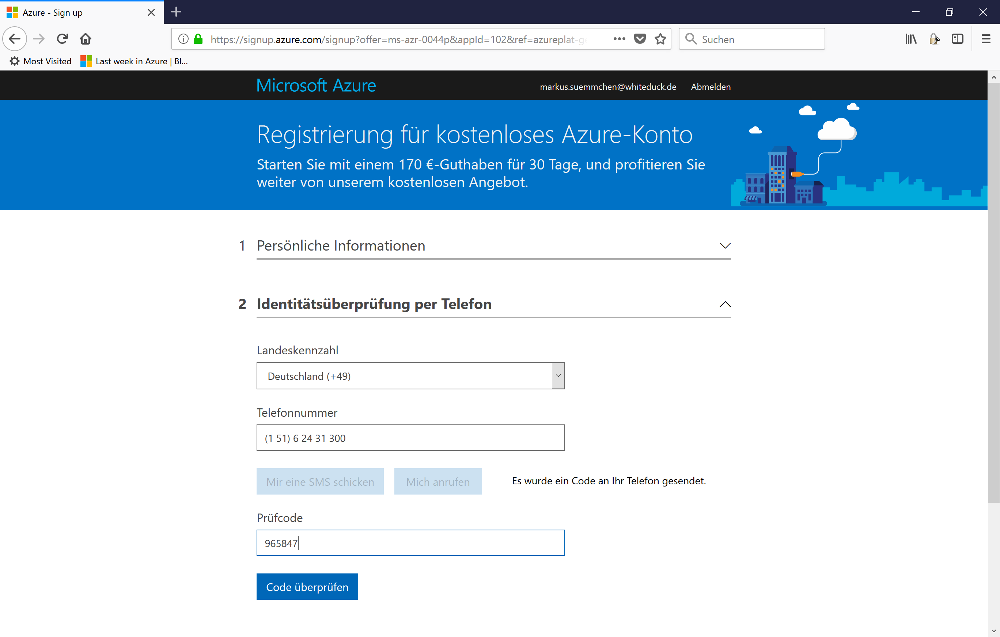 Azure - Sign up
https://signup.azure.com/signup?offer=ms-azr-0044p&appId=102&ref=azureplat-ge
Suchen
Most Visited
Last week in Azure | Bl...
Microsoft Azure
markus.suemmchen@whiteduck.de
Abmelden
Registrierung für kostenloses Azure-Konto
Starten Sie mit einem 170 €-Guthaben für 30 Tage, und profitieren Sie
weiter von unserem kostenlosen Angebot.
1 Persönliche Informationen
2 Identitätsüberprüfung per Telefon
Landeskennzahl
Deutschland (+49)
Telefonnummer
(1 51) 6 24 31 300
Mir eine SMS schicken
Mich anrufen
Es wurde ein Code an Ihr Telefon gesendet.
Prüfcode
965847
Code überprüfen